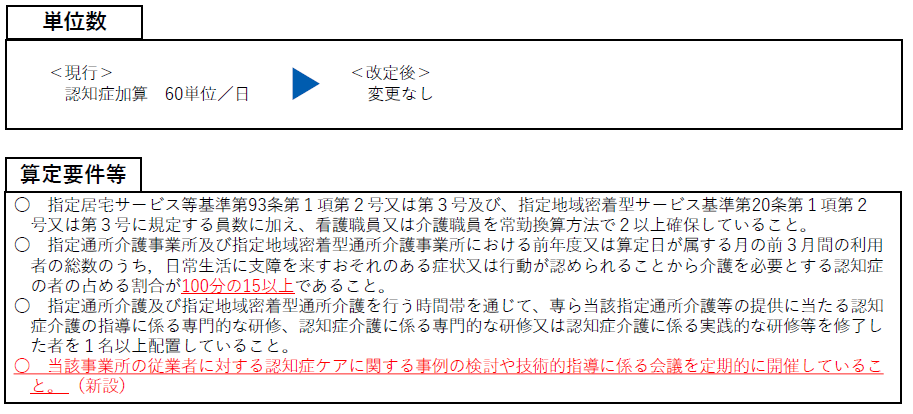 単位数
＜現行＞
認知症加算　60単位／日
＜改定後＞
変更なし
算定要件等
○　指定居宅サービス等基準第93条第１項第２号又は第３号及び、指定地域密着型サービス基準第20条第１項第２
号又は第３号に規定する員数に加え、看護職員又は介護職員を常勤換算方法で２以上確保していること。
○　指定通所介護事業所及び指定地域密着型通所介護事業所における前年度又は算定日が属する月の前３月間の利用
者の総数のうち，日常生活に支障を来すおそれのある症状又は行動が認められることから介護を必要とする認知症
の者の占める割合が100分の15以上であること。
○　指定通所介護及び指定地域密着型通所介護を行う時間帯を通じて、専ら当該指定通所介護等の提供に当たる認知
症介護の指導に係る専門的な研修、認知症介護に係る専門的な研修又は認知症介護に係る実践的な研修等を修了し
た者を１名以上配置していること。
○　当該事業所の従業者に対する認知症ケアに関する事例の検討や技術的指導に係る会議を定期的に開催しているこ
と。（新設）